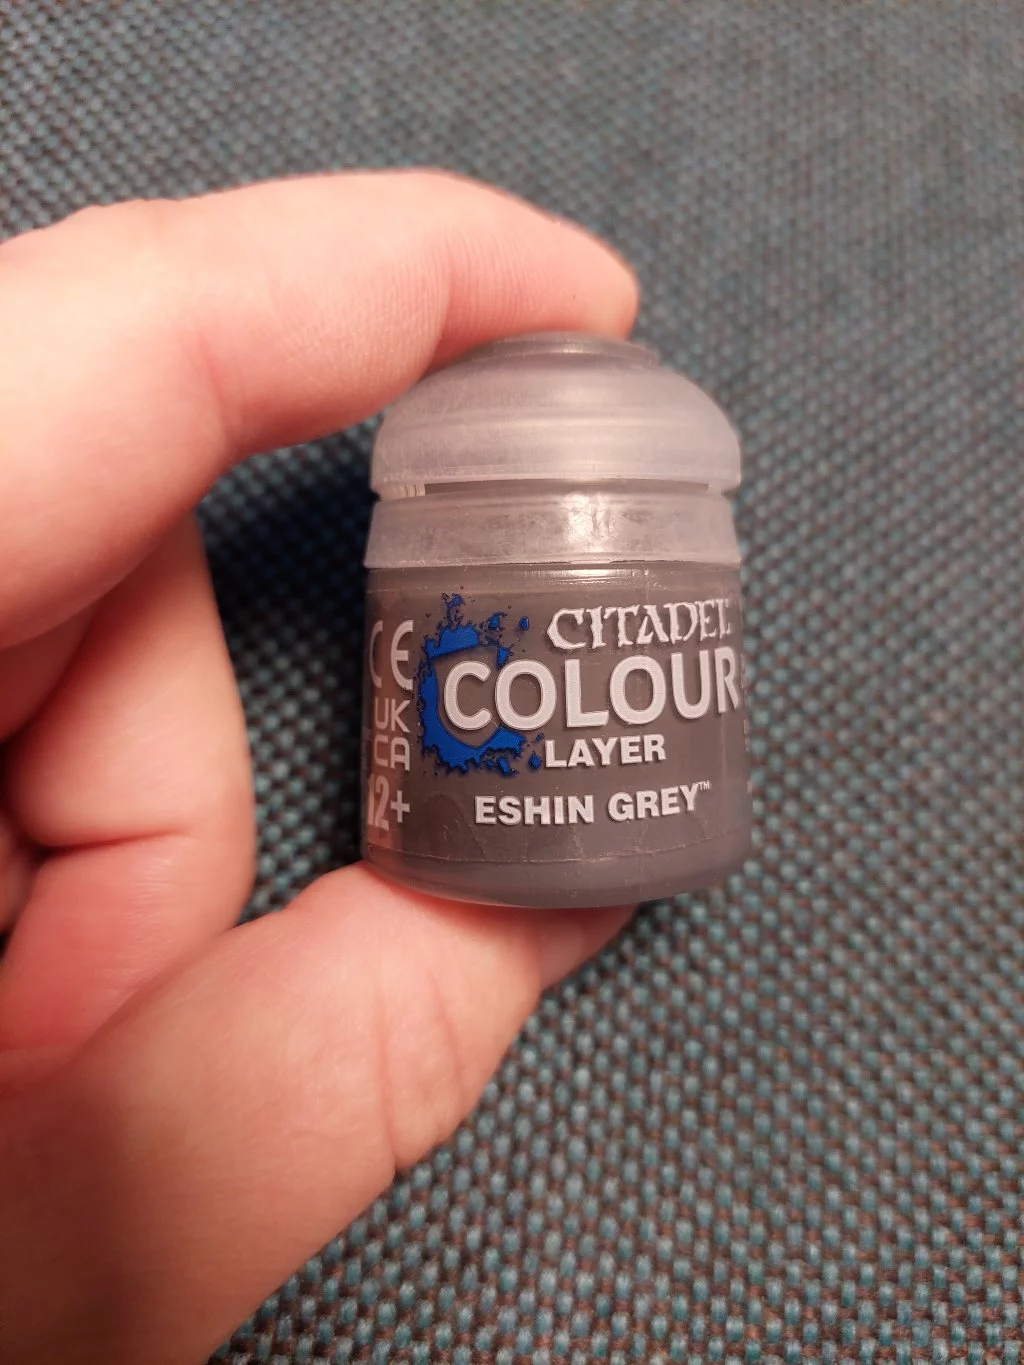 CITADEL
COLOUR
LAYER
ESHIN GREY™
CE
UK
CA
12+